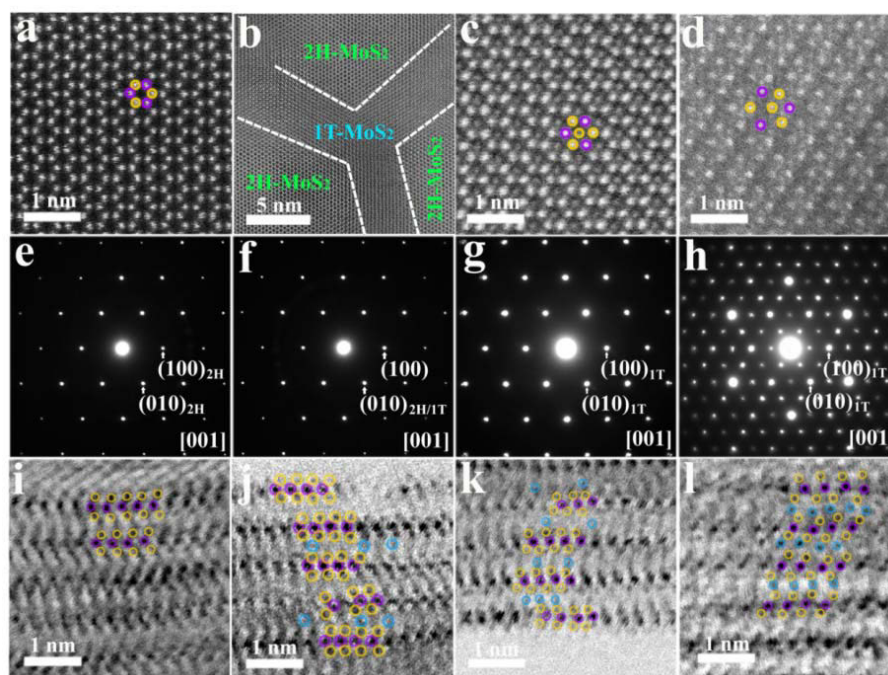 a
b
c
d
2H-MoS₂
1T-MoS₂
2H-MoS₂
2H-MoS₂
1 nm
5 nm
1 nm
1 nm
e
f
g
h
(100)₂H
(100)
(100)₁T
(100)₁T
(010)₂H
(010)₂H/₁T
(010)₁T
(010)₁T
[001]
[001]
[001]
[001]
i
j
k
l
1 nm
1 nm
1 nm
1 nm